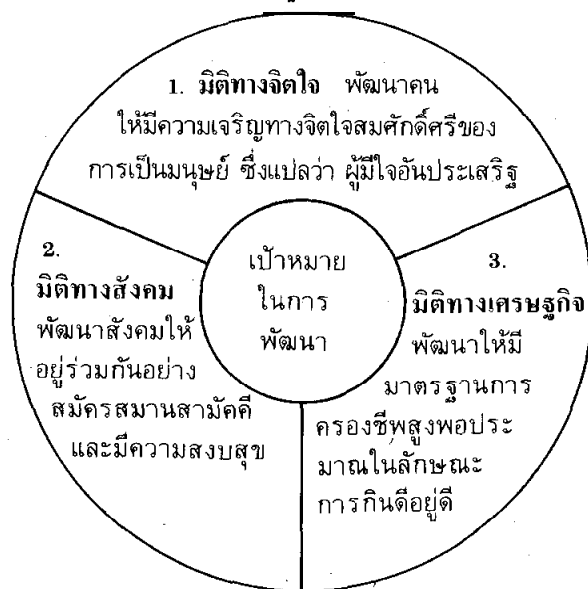 1. มิติทางจิตใจ พัฒนาคน
ให้มีความเจริญทางจิตใจสมศักดิ์ศรีของ
การเป็นมนุษย์ ซึ่งแปลว่า ผู้มีใจอันประเสริฐ
2.
มิติทางสังคม
พัฒนาสังคมให้
อยู่ร่วมกันอย่าง
สมัครสมานสามัคคี
และมีความสงบสุข
เป้าหมาย
ในการ
พัฒนา
3.
มิติทางเศรษฐกิจ
พัฒนาให้มี
มาตรฐานการ
ครองชีพสูงพอประ
มาณในลักษณะ
การกินดีอยู่ดี